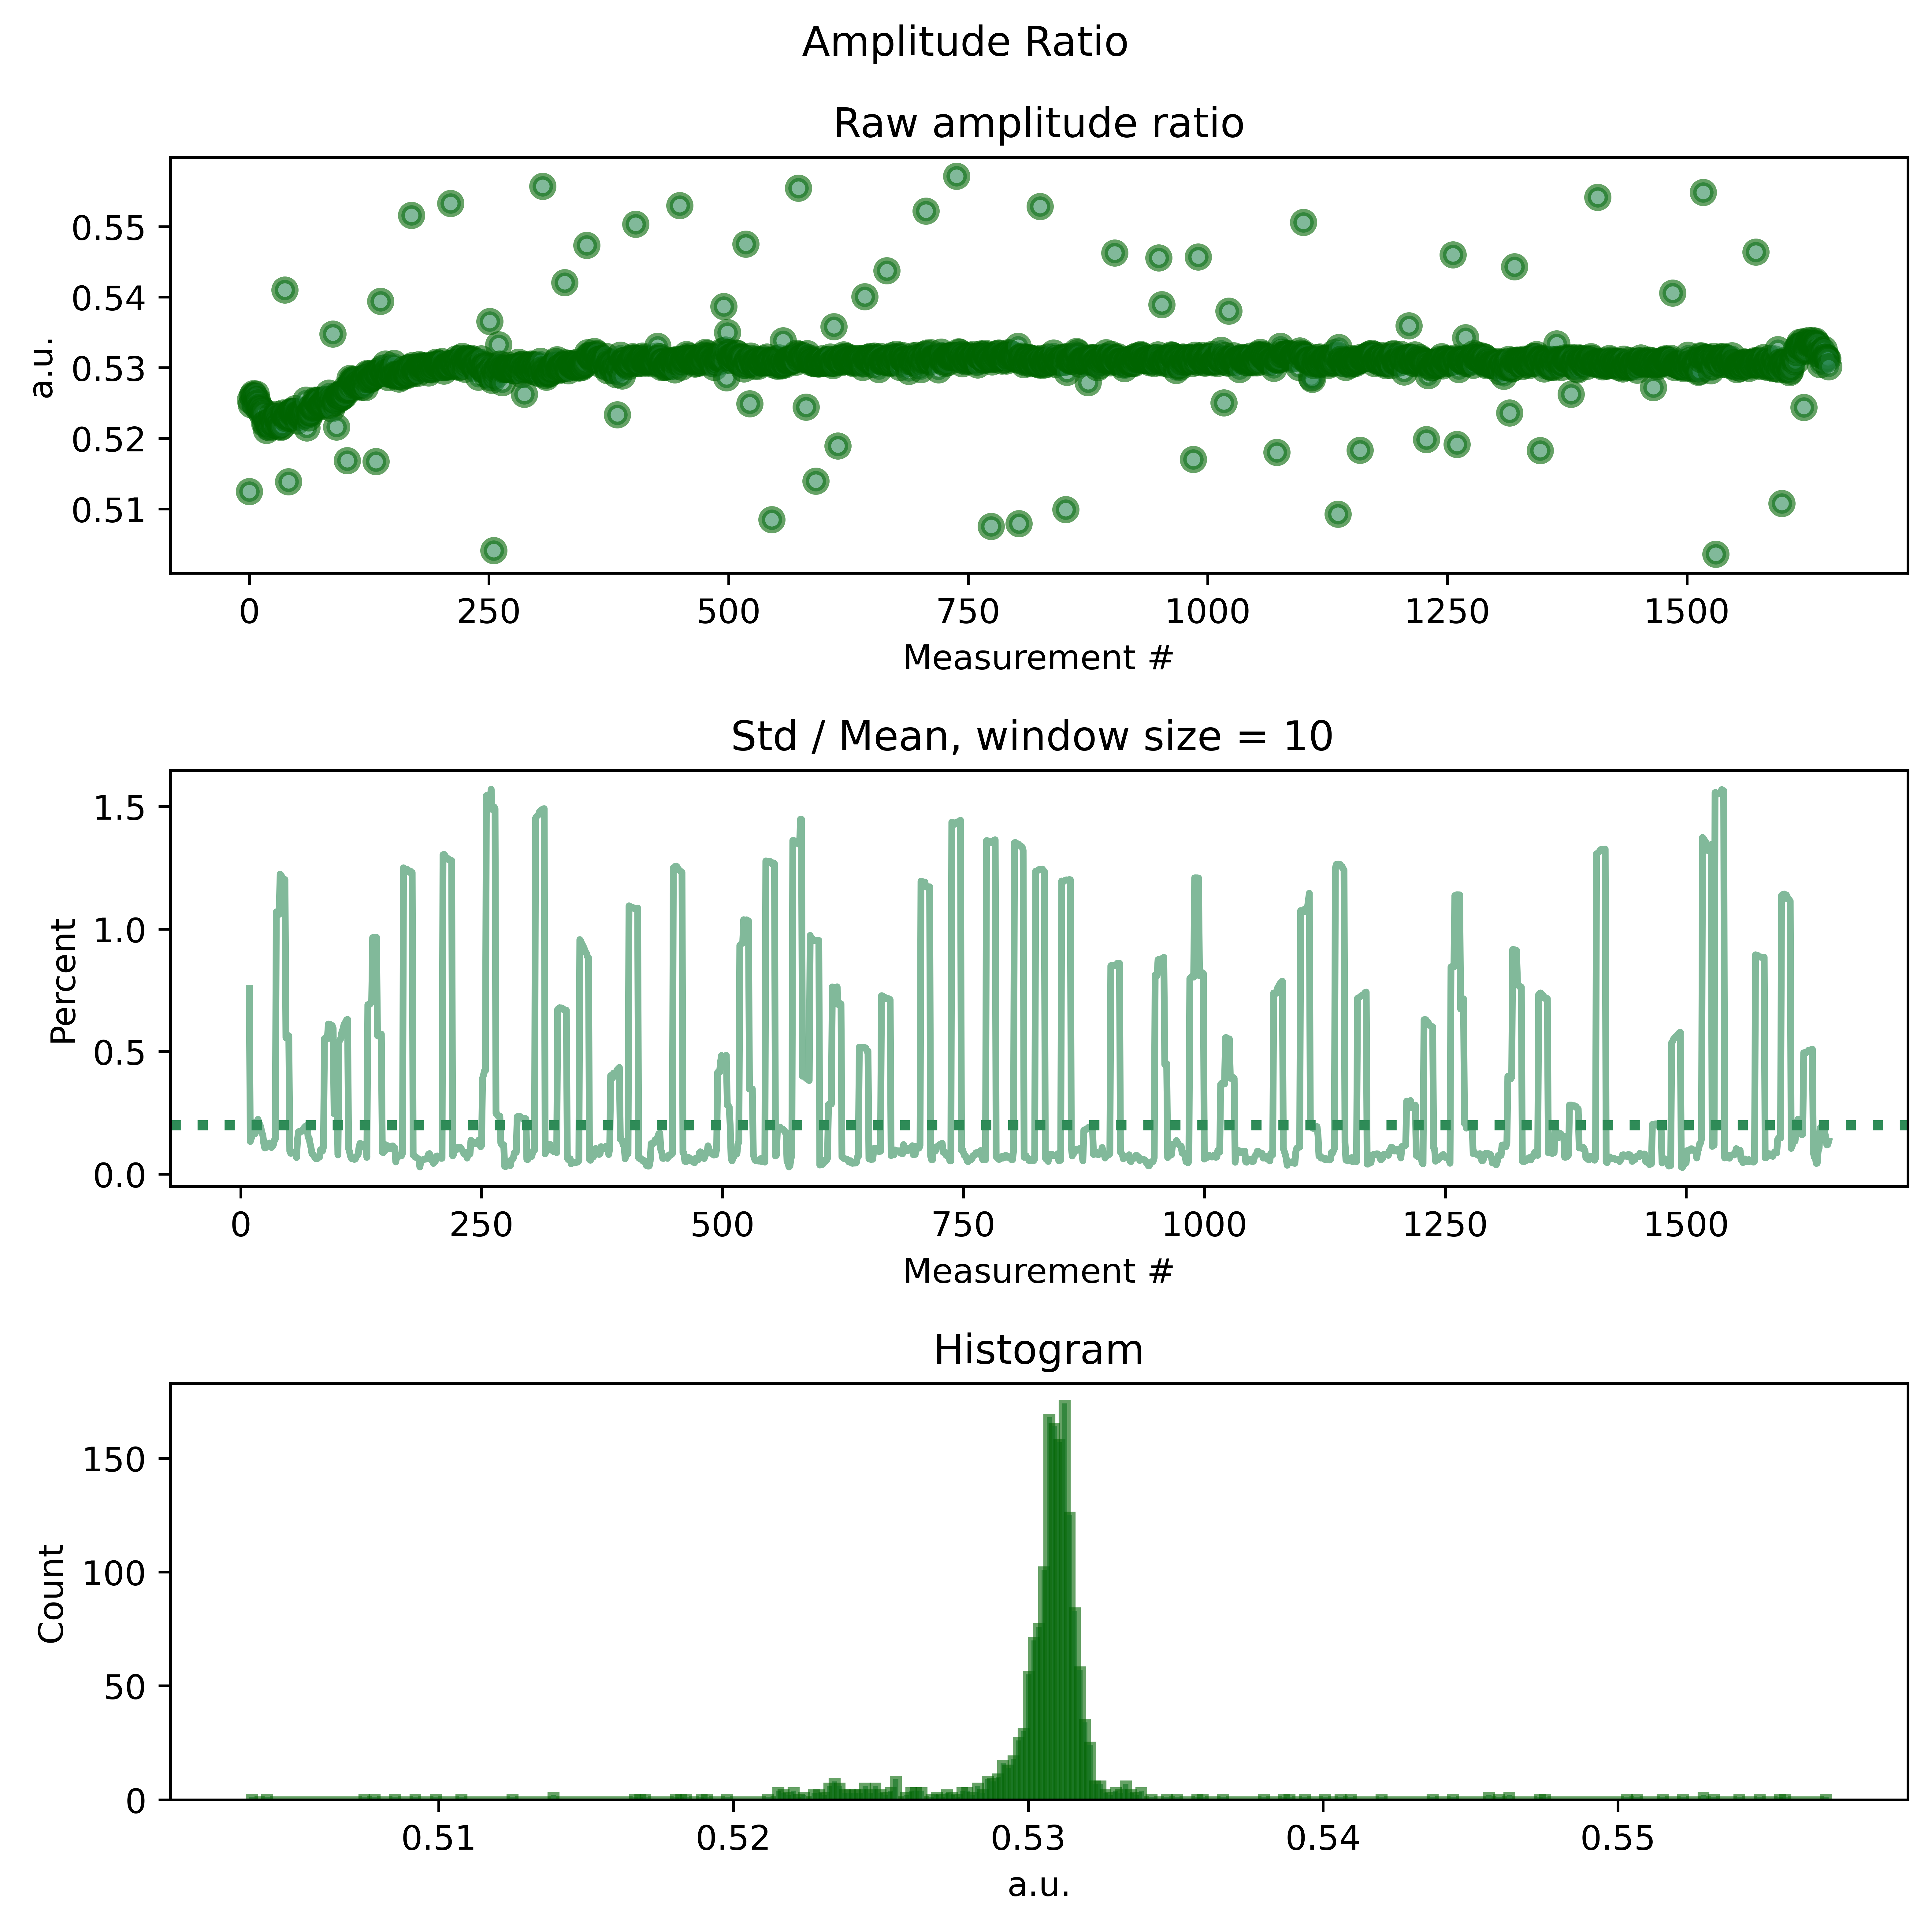 Amplitude Ratio
Raw amplitude ratio
a.u.
0.55
0.54
0.53
0.52
0.51
0 250 500 750 1000 1250 1500
Measurement #
Std / Mean, window size = 10
Percent
1.5
1.0
0.5
0.0
0 250 500 750 1000 1250 1500
Measurement #
Histogram
Count
150
100
50
0
0.51 0.52 0.53 0.54 0.55
a.u.